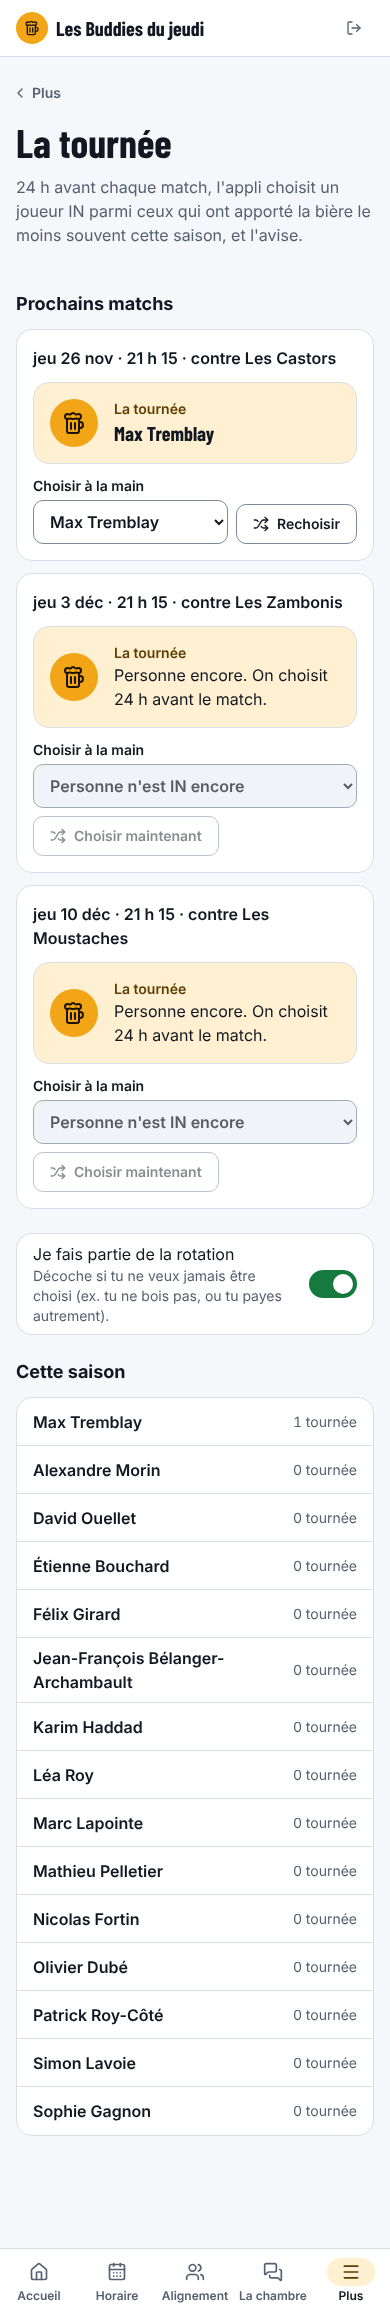 Les Buddies du jeudi
Plus
La tournée
24 h avant chaque match, l'appli choisit un
joueur IN parmi ceux qui ont apporté la bière le
moins souvent cette saison, et l'avise.
Prochains matchs
jeu 26 nov · 21 h 15 · contre Les Castors
La tournée
Max Tremblay
Choisir à la main
Max Tremblay
Rechoisir
jeu 3 déc · 21 h 15 · contre Les Zambonis
La tournée
Personne encore. On choisit
24 h avant le match.
Choisir à la main
Personne n'est IN encore
Choisir maintenant
jeu 10 déc · 21 h 15 · contre Les
Moustaches
La tournée
Personne encore. On choisit
24 h avant le match.
Choisir à la main
Personne n'est IN encore
Choisir maintenant
Je fais partie de la rotation
Décoche si tu ne veux jamais être
choisi (ex. tu ne bois pas, ou tu payes
autrement).
Cette saison
Max Tremblay 1 tournée
Alexandre Morin 0 tournée
David Ouellet 0 tournée
Étienne Bouchard 0 tournée
Félix Girard 0 tournée
Jean-François Bélanger-
Archambault 0 tournée
Karim Haddad 0 tournée
Léa Roy 0 tournée
Marc Lapointe 0 tournée
Mathieu Pelletier 0 tournée
Nicolas Fortin 0 tournée
Olivier Dubé 0 tournée
Patrick Roy-Côté 0 tournée
Simon Lavoie 0 tournée
Sophie Gagnon 0 tournée
Accueil Horaire Alignement La chambre Plus